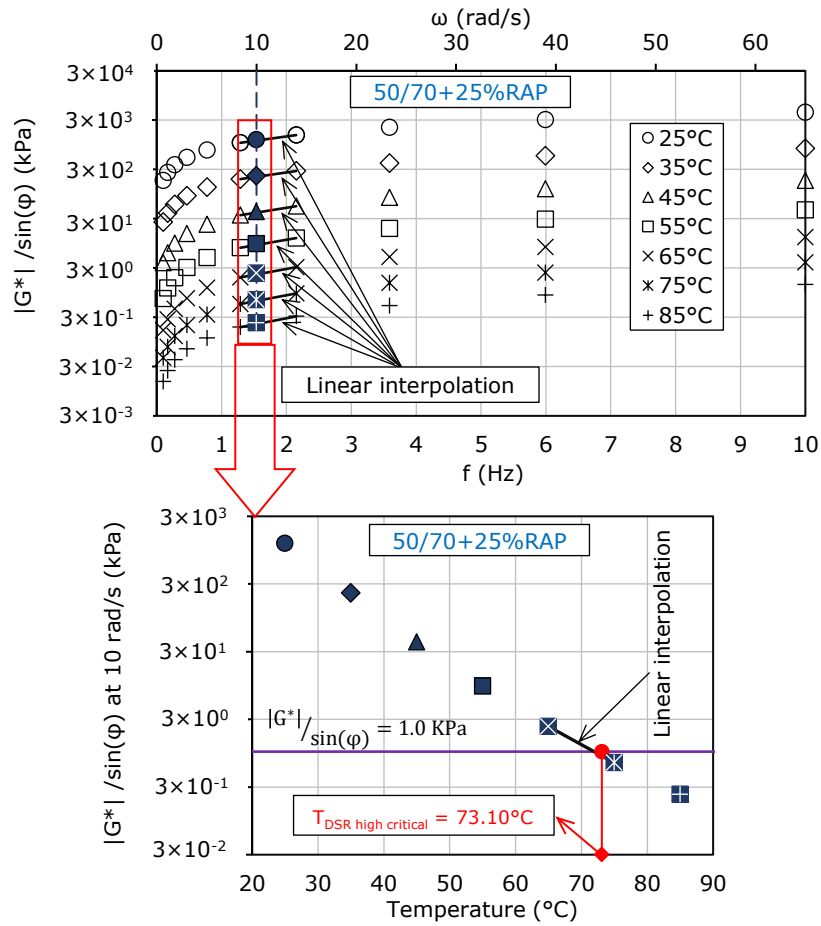 ω (rad/s)
0 10 20 30 40 50 60
3×10⁴
3×10³
3×10²
3×10¹
3×10⁰
3×10⁻¹
3×10⁻²
3×10⁻³
|G*|/sin(φ) (kPa)
50/70+25%RAP
25°C
35°C
45°C
55°C
65°C
75°C
85°C
Linear interpolation
0 1 2 3 4 5 6 7 8 9 10
f (Hz)
3×10³
3×10²
3×10¹
3×10⁰
3×10⁻¹
3×10⁻²
|G*|/sin(φ) at 10 rad/s (kPa)
50/70+25%RAP
Linear interpolation
|G*|/sin(φ) = 1.0 KPa
T DSR high critical = 73.10°C
20 30 40 50 60 70 80 90
Temperature (°C)